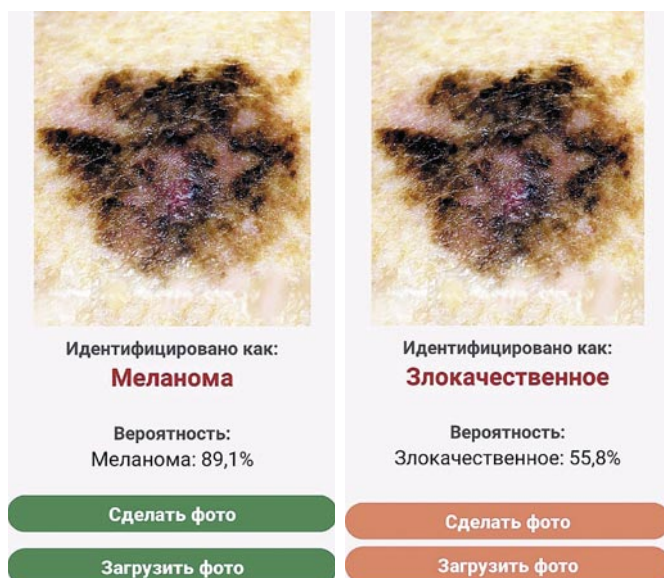 Идентифицировано как:
Меланома
Вероятность:
Меланома: 89,1%
Сделать фото
Загрузить фото
Идентифицировано как:
Злокачественное
Вероятность:
Злокачественное: 55,8%
Сделать фото
Загрузить фото